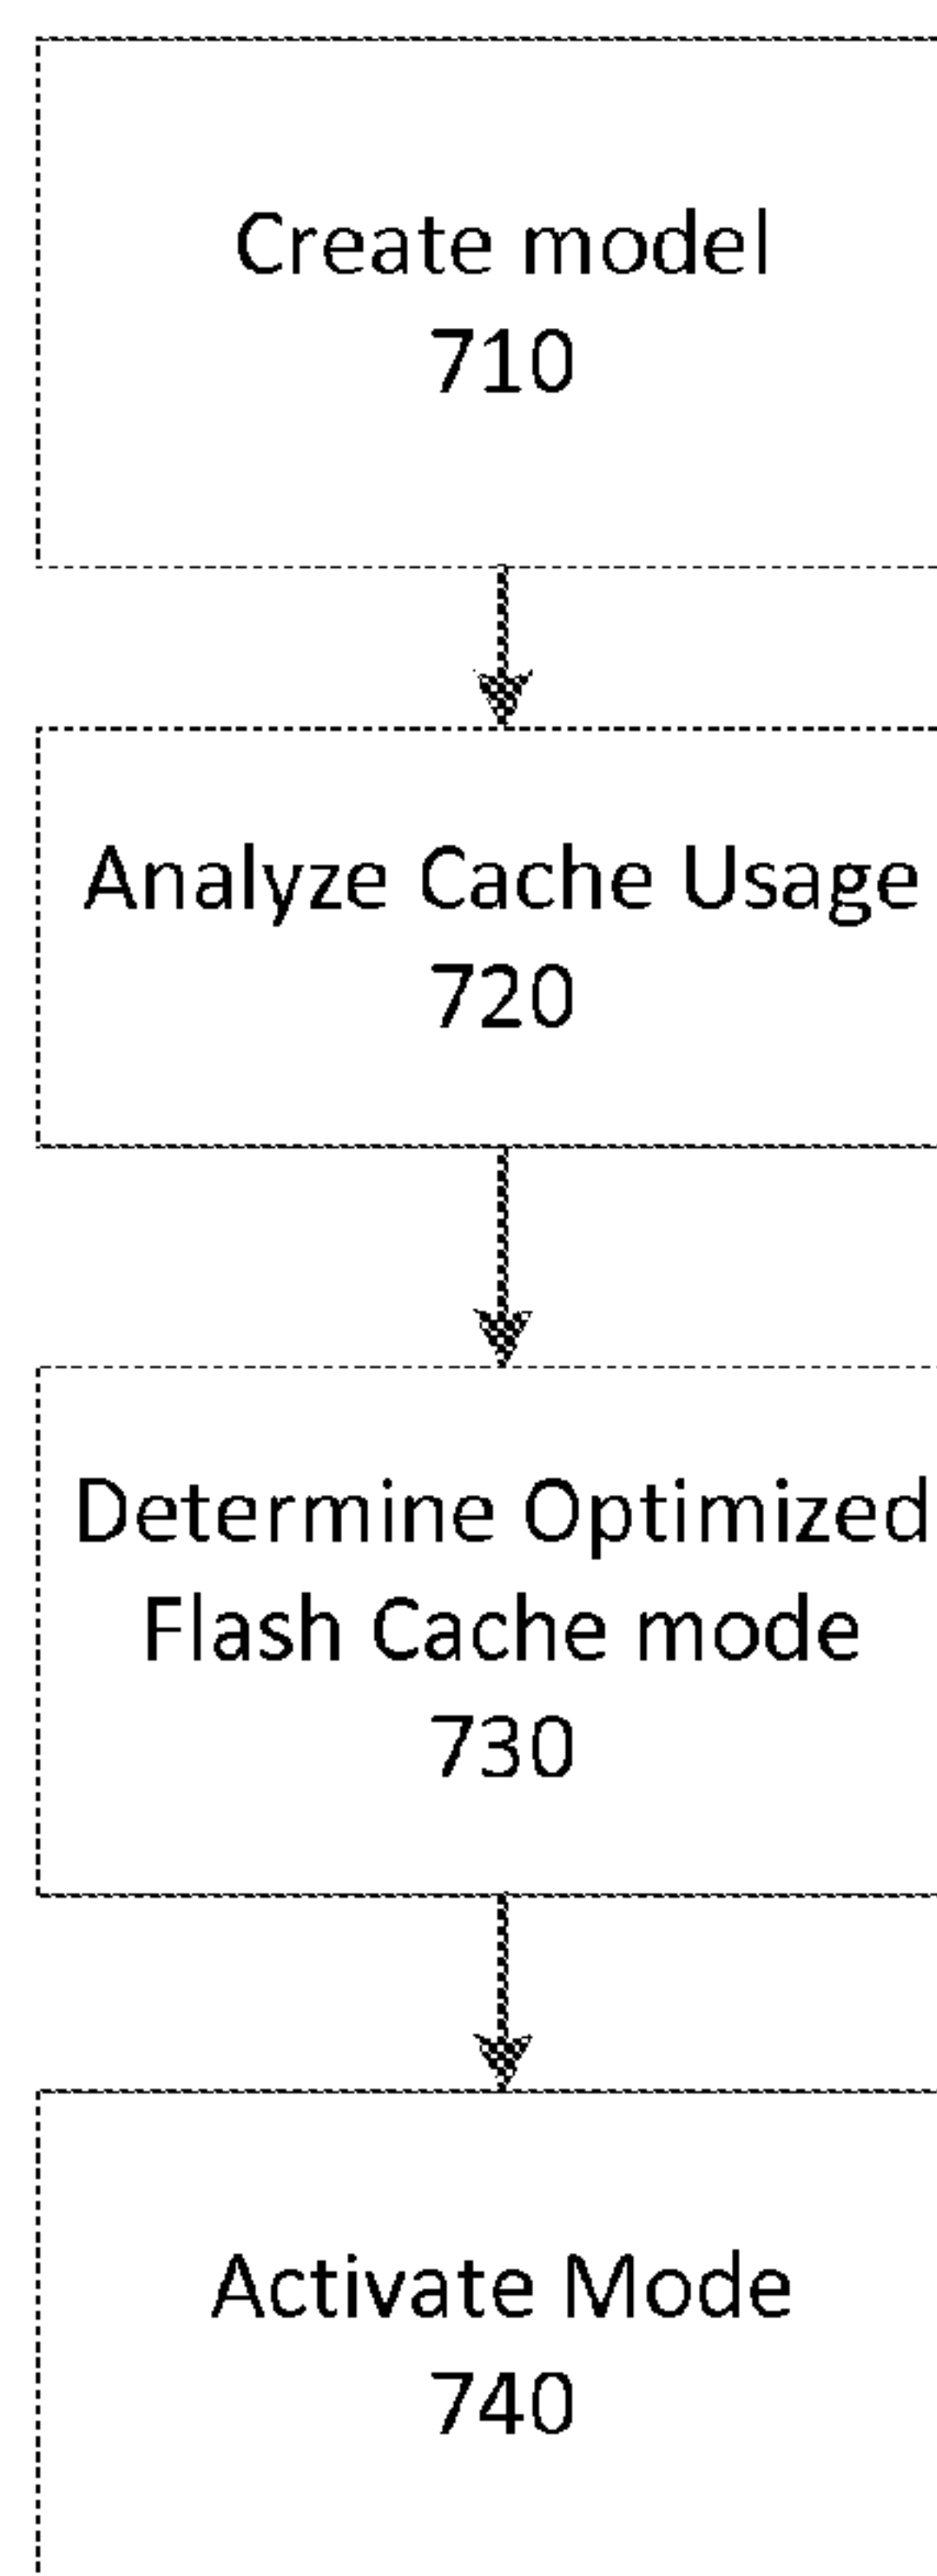 Create model
710
Analyze Cache Usage
720
Determine Optimized
Flash Cache mode
730
Activate Mode
740